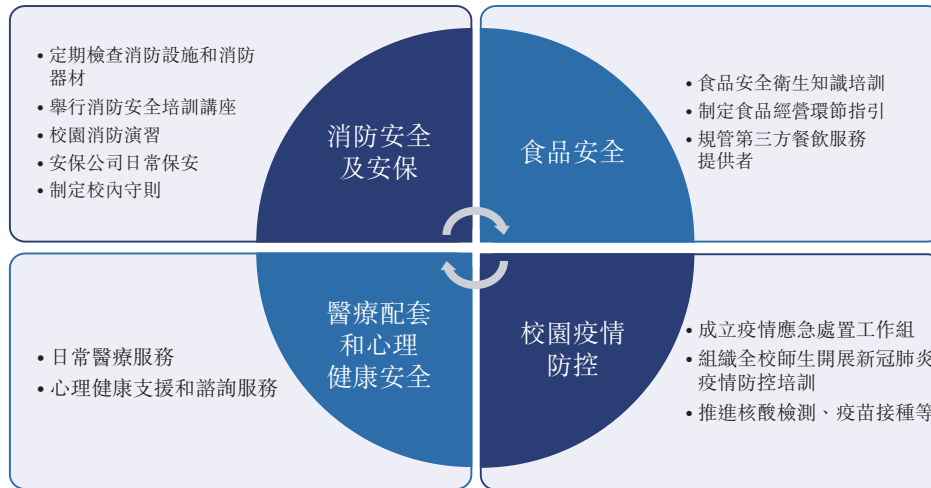 • 定期檢查消防設施和消防
器材
• 舉行消防安全培訓講座
• 校園消防演習
• 安保公司日常保安
• 制定校內守則
消防安全
及安保
食品安全
• 食品安全衛生知識培訓
• 制定食品經營環節指引
• 規管第三方餐飲服務
提供者
• 日常醫療服務
• 心理健康支援和諮詢服務
醫療配套
和心理
健康安全
校園疫情
防控
• 成立疫情應急處置工作組
• 組織全校師生開展新冠肺炎
疫情防控培訓
• 推進核酸檢測、疫苗接種等